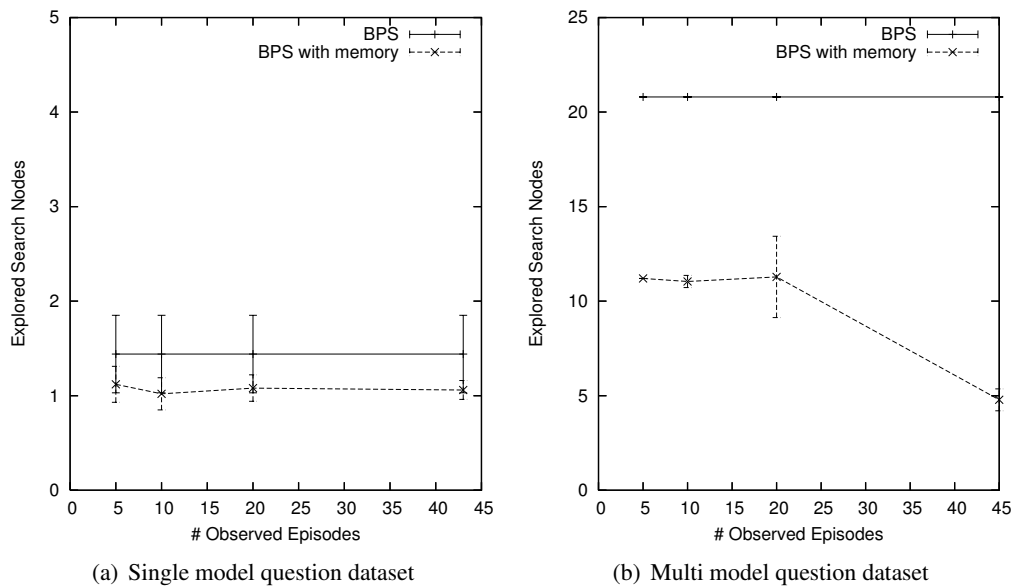 5
4
3
2
1
0
0 5 10 15 20 25 30 35 40 45
Explored Search Nodes
# Observed Episodes
BPS
BPS with memory
(a) Single model question dataset
25
20
15
10
5
0
0 5 10 15 20 25 30 35 40 45
Explored Search Nodes
# Observed Episodes
BPS
BPS with memory
(b) Multi model question dataset